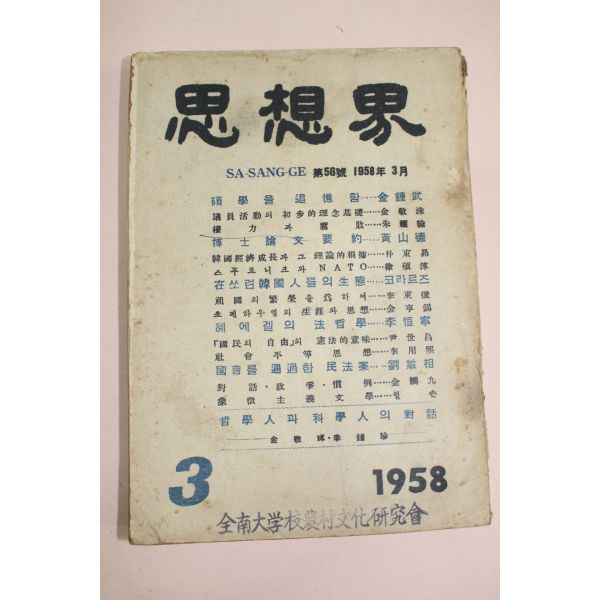 思想界
SA·SANG·GE 第56號 1958年 3月
碩學을 追憶함……金鍾武
議員活動의 初步的理念基礎……金敬洙
權力과 腐敗……朱耀翰
博士論文要約……黃山德
韓國經濟成長과 그 理論的根據……朴東昴
스푸트니크와 NATO……徐碩淳
在쏘련韓國人들의生態……코라르즈
祖國의 繁榮을 爲하여……李東俊
쇼펜하우엘의 生涯와 思想……金亨錫
헤에겔의 法哲學……李恒寧
「國民의 自由」의 憲法的意味……尹世昌
社會不等思想……李用熙
國會를 通過한 民法案……劉敏相
對話·政爭·慣例……金鵬九
象徵主義文學……
哲學人과 科學人의 對話
金敬琢·李鍾珍
3
1958
全南大学校農村文化研究會